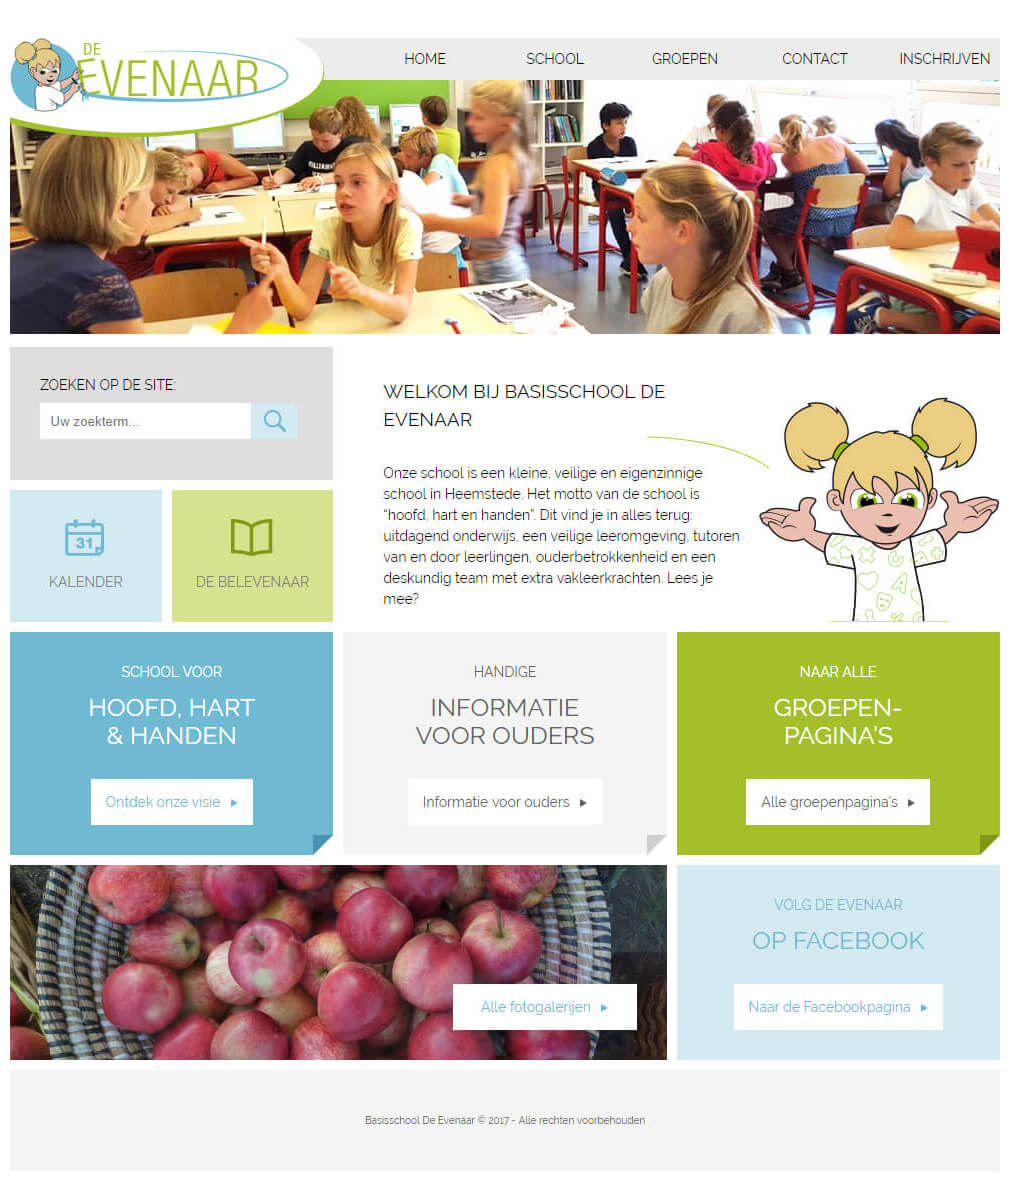 DE
EVENAAR
HOME
SCHOOL
GROEPEN
CONTACT
INSCHRIJVEN
ZOEKEN OP DE SITE:
Uw zoekterm...
31
KALENDER
DE BELEVENAAR
WELKOM BIJ BASISSCHOOL DE
EVENAAR
Onze school is een kleine, veilige en eigenzinnige
school in Heemstede. Het motto van de school is
“hoofd, hart en handen”. Dit vind je in alles terug:
uitdagend onderwijs, een veilige leeromgeving, tutoren
van en door leerlingen, ouderbetrokkenheid en een
deskundig team met extra vakleerkrachten. Lees je
mee?
SCHOOL VOOR
HOOFD, HART
& HANDEN
Ontdek onze visie
HANDIGE
INFORMATIE
VOOR OUDERS
Informatie voor ouders
NAAR ALLE
GROEPEN-
PAGINA'S
Alle groepenpagina's
Alle fotogalerijen
VOLG DE EVENAAR
OP FACEBOOK
Naar de Facebookpagina
Basisschool De Evenaar © 2017 - Alle rechten voorbehouden